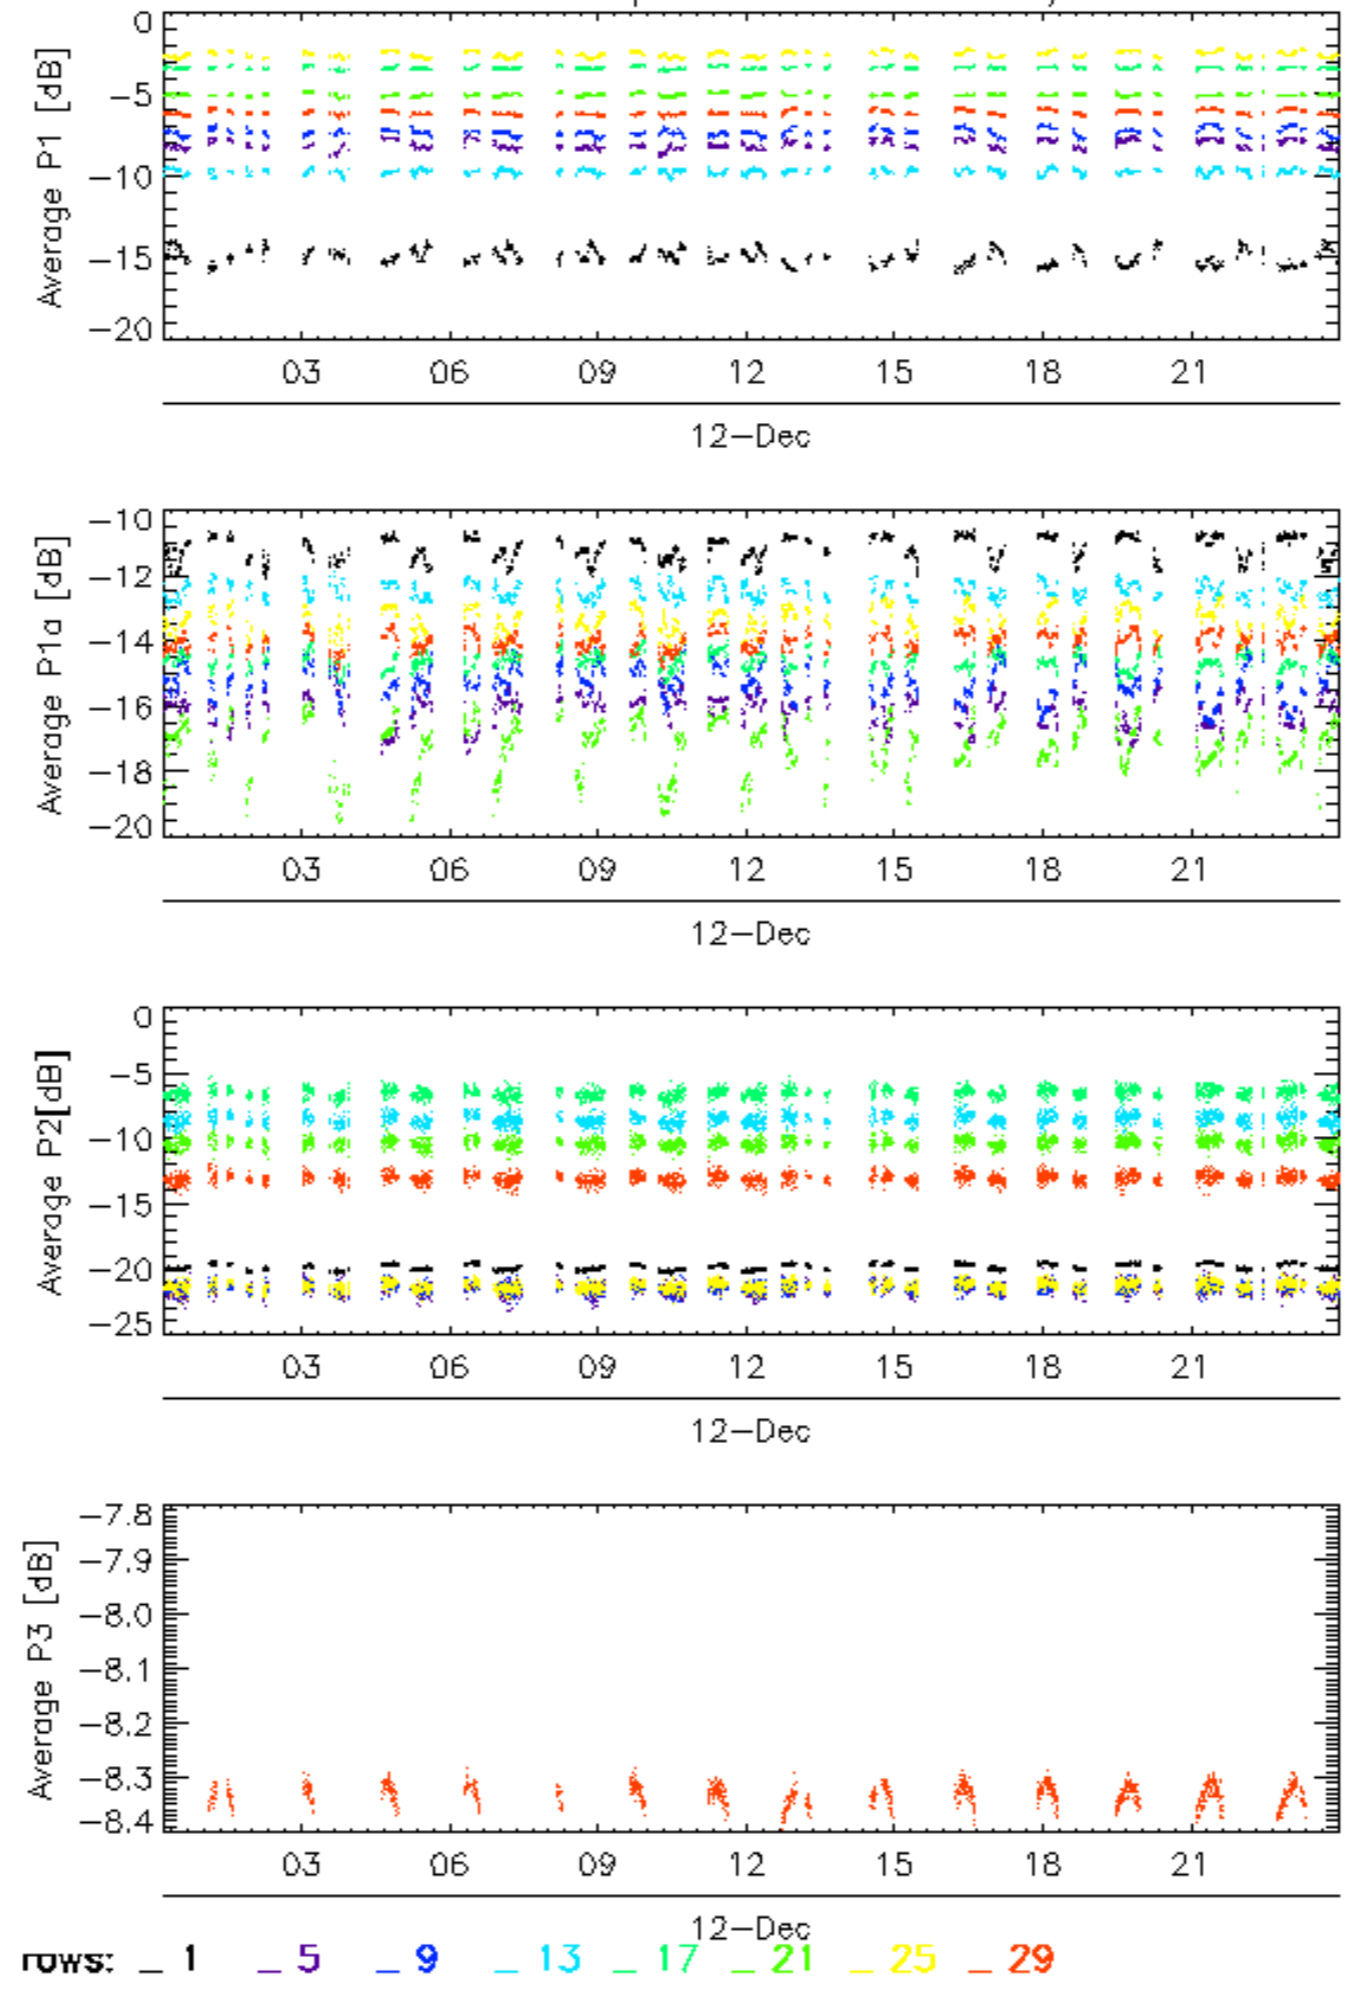 0
−5
−10
−15
−20
Average P1 [dB]
03 06 09 12 15 18 21
12−Dec
−10
−12
−14
−16
−18
−20
Average P1a [dB]
03 06 09 12 15 18 21
12−Dec
0
−5
−10
−15
−20
−25
Average P2[dB]
03 06 09 12 15 18 21
12−Dec
−7.8
−7.9
−8.0
−8.1
−8.2
−8.3
−8.4
Average P3 [dB]
03 06 09 12 15 18 21
12−Dec
rows: _ 1 _ 5 _ 9 _ 13 _ 17 _ 21 _ 25 _ 29